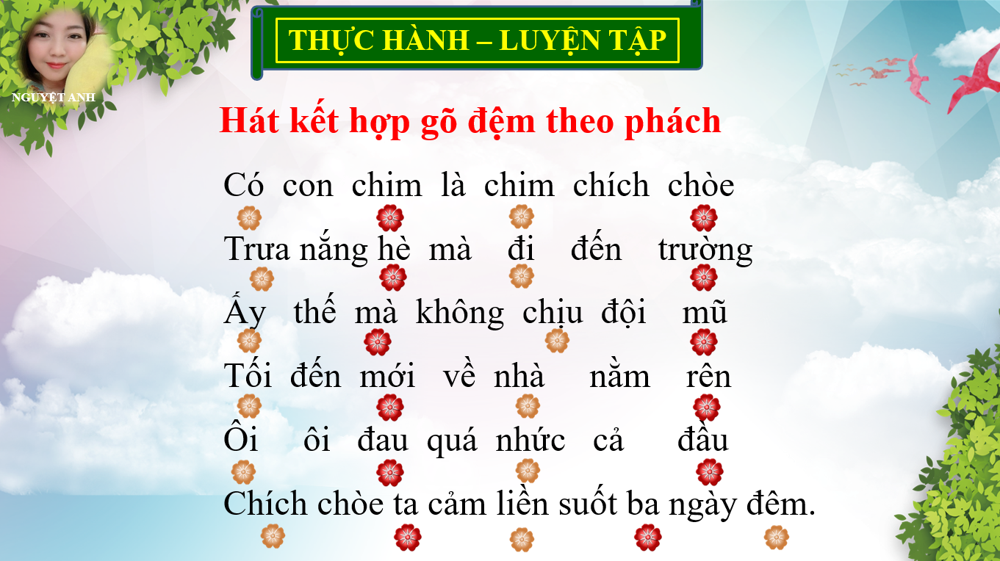 THỰC HÀNH – LUYỆN TẬP
NGUYỆT ANH
Hát kết hợp gõ đệm theo phách
Có con chim là chim chích chòe
Trưa nắng hè mà đi đến trường
Ấy thế mà không chịu đội mũ
Tối đến mới về nhà nằm rên
Ôi ôi đau quá nhức cả đầu
Chích chòe ta cảm liền suốt ba ngày đêm.